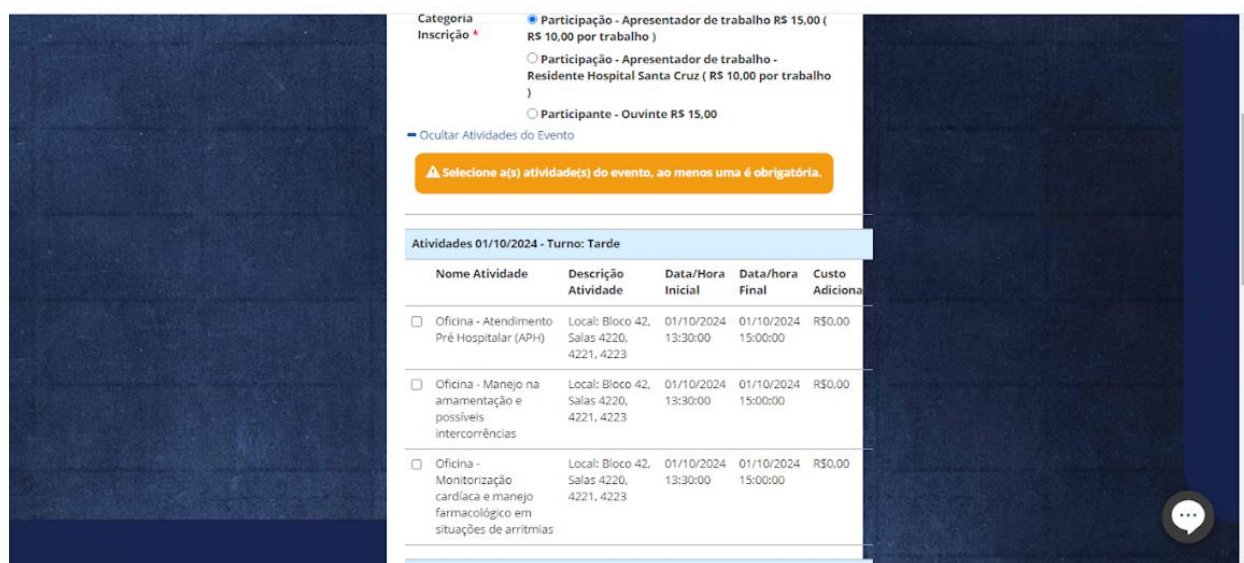 Categoria
Inscrição *
Participação - Apresentador de trabalho R$ 15,00 (
R$ 10,00 por trabalho )
Participação - Apresentador de trabalho -
Residente Hospital Santa Cruz ( R$ 10,00 por trabalho
)
Participante - Ouvinte R$ 15,00
Ocultar Atividades do Evento
Selecione a(s) atividade(s) do evento, ao menos uma é obrigatória.
Atividades 01/10/2024 - Turno: Tarde
Nome Atividade
Descrição
Atividade
Data/Hora
Inicial
Data/hora
Final
Custo
Adiciona
Oficina - Atendimento
Pré Hospitalar (APH)
Local: Bloco 42,
Salas 4220,
4221, 4223
01/10/2024
13:30:00
01/10/2024
15:00:00
R$0,00
Oficina - Manejo na
amamentação e
possíveis
intercorrências
Local: Bloco 42,
Salas 4220,
4221, 4223
01/10/2024
13:30:00
01/10/2024
15:00:00
R$0,00
Oficina -
Monitorização
cardíaca e manejo
farmacológico em
situações de arritmias
Local: Bloco 42,
Salas 4220,
4221, 4223
01/10/2024
13:30:00
01/10/2024
15:00:00
R$0,00